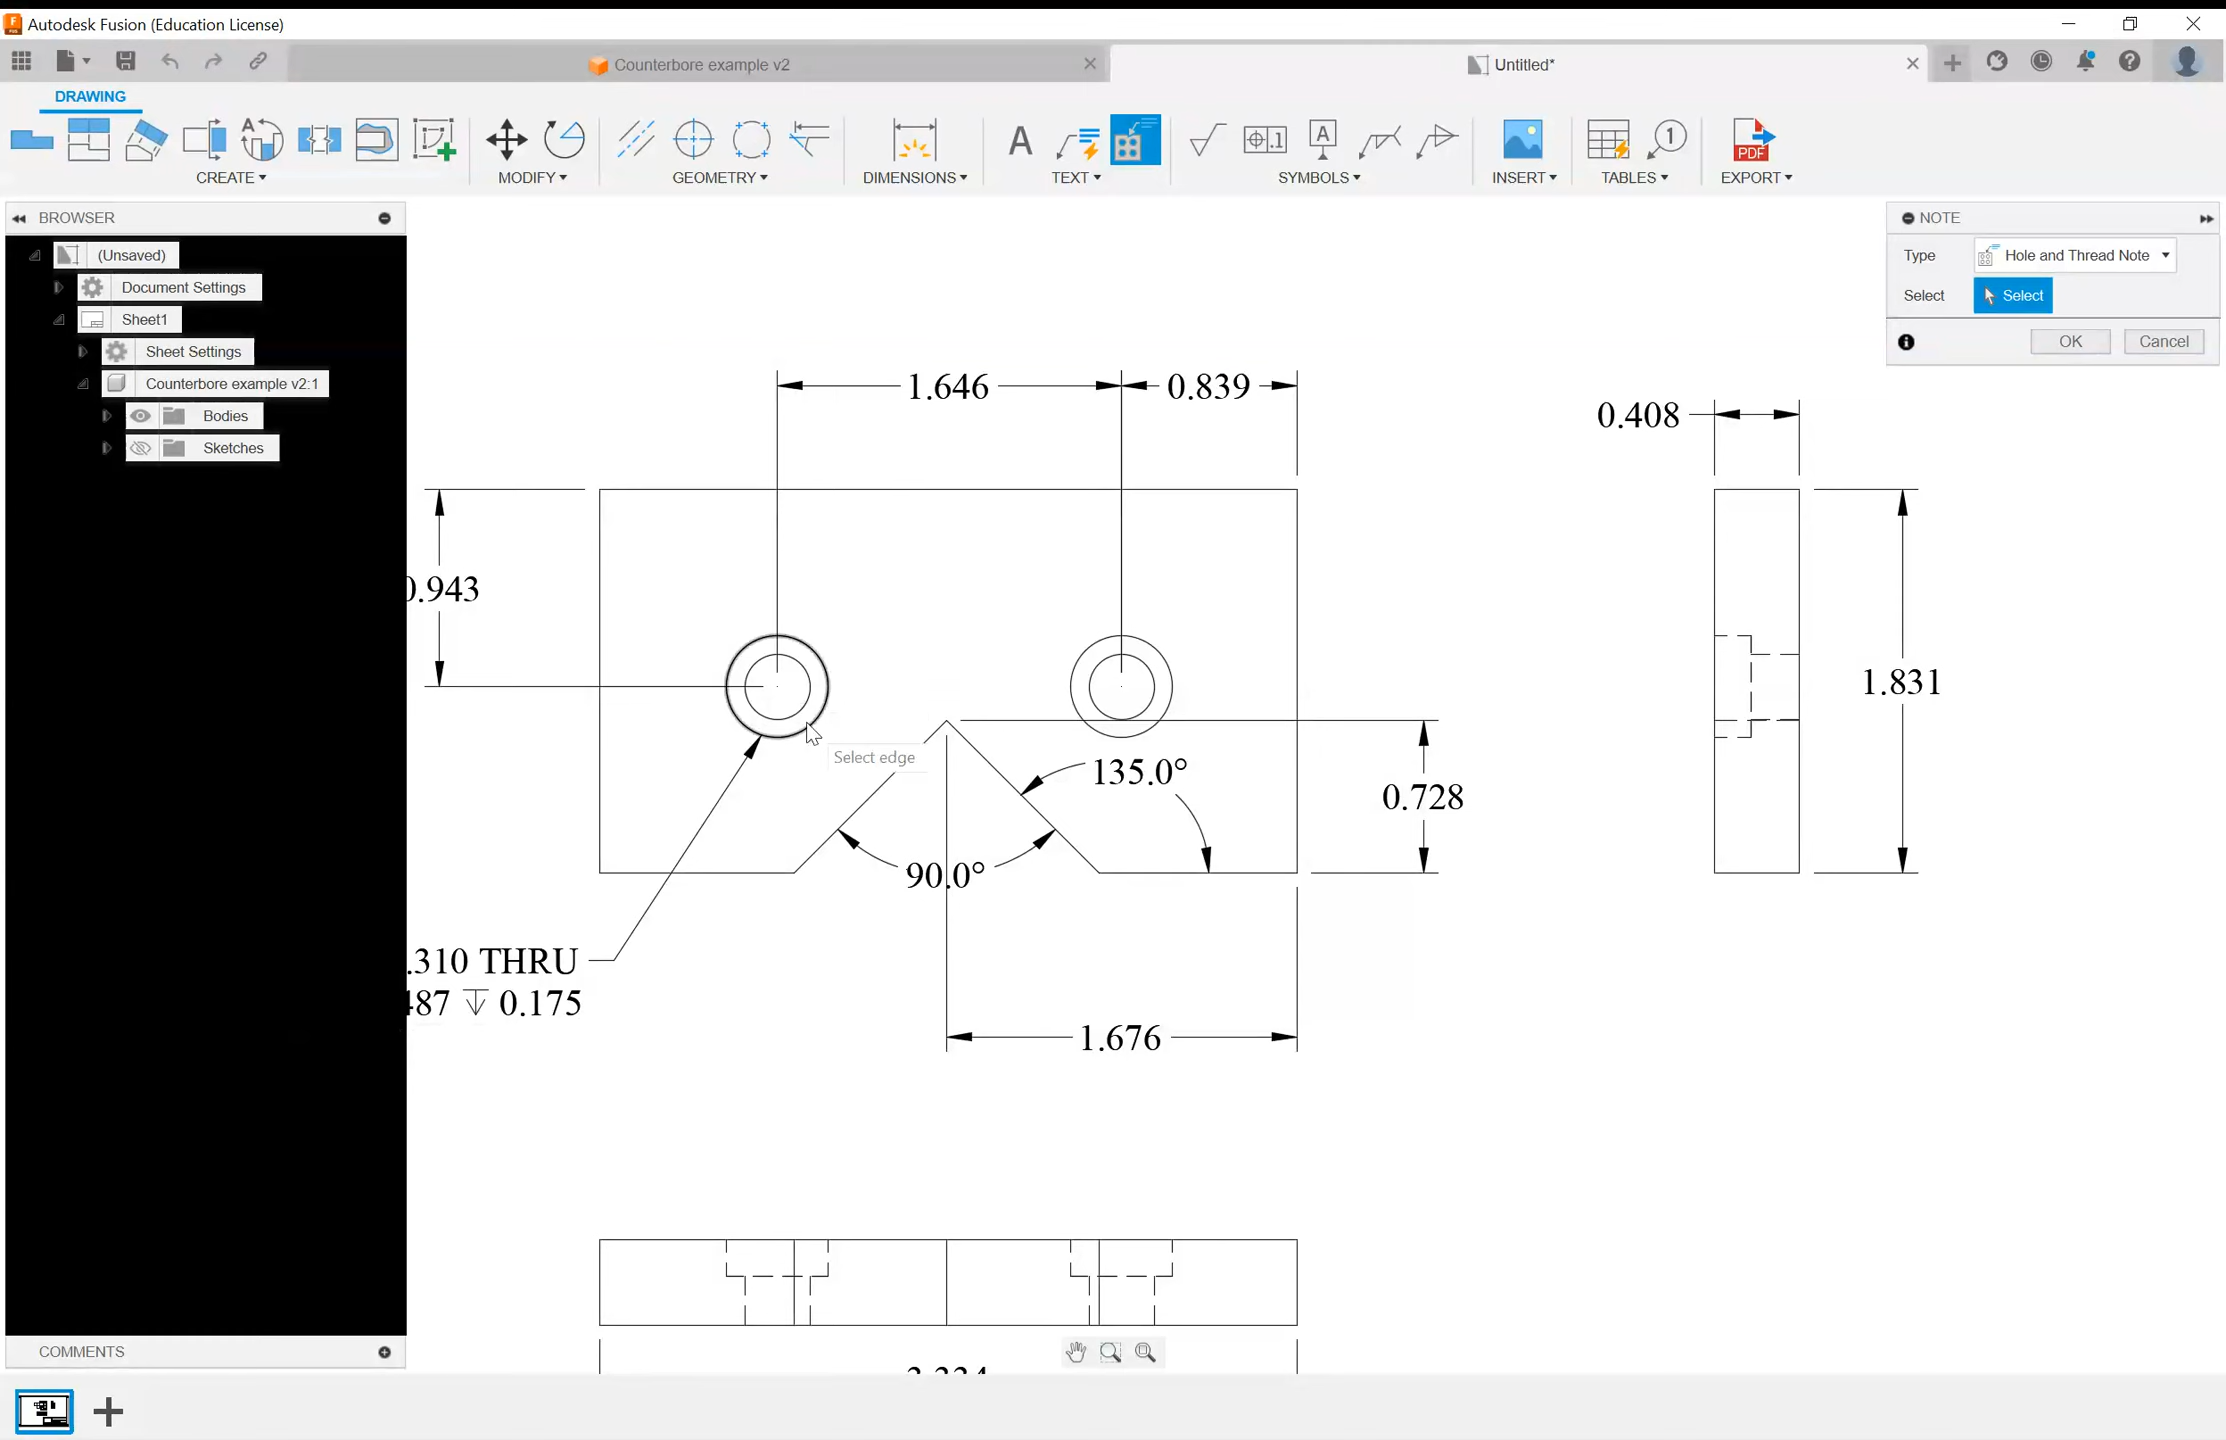 Autodesk Fusion (Education License)
Counterbore example v2
Untitled*
DRAWING
CREATE
MODIFY
GEOMETRY
DIMENSIONS
TEXT
SYMBOLS
INSERT
TABLES
EXPORT
BROWSER
(Unsaved)
Document Settings
Sheet1
Sheet Settings
Counterbore example v2:1
Bodies
Sketches
NOTE
Type
Hole and Thread Note
Select
Select
OK
Cancel
1.646
0.839
0.408
0.943
Select edge
135.0°
0.728
1.831
90.0°
.310 THRU
487 ↧ 0.175
1.676
COMMENTS